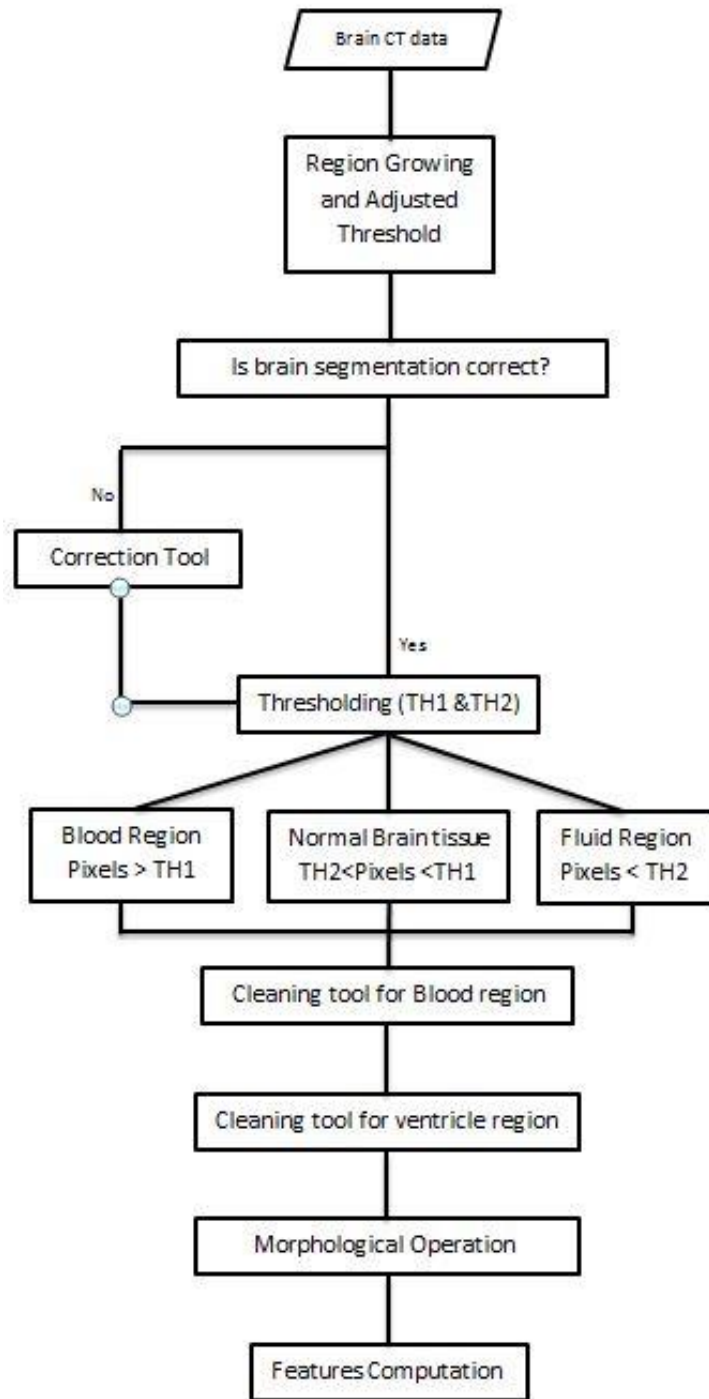 Brain CT data
Region Growing
and Adjusted
Threshold
Is brain segmentation correct?
No
Correction Tool
Yes
Thresholding (TH1 &TH2)
Blood Region
Pixels > TH1
Normal Brain tissue
TH2<Pixels <TH1
Fluid Region
Pixels < TH2
Cleaning tool for Blood region
Cleaning tool for ventricle region
Morphological Operation
Features Computation